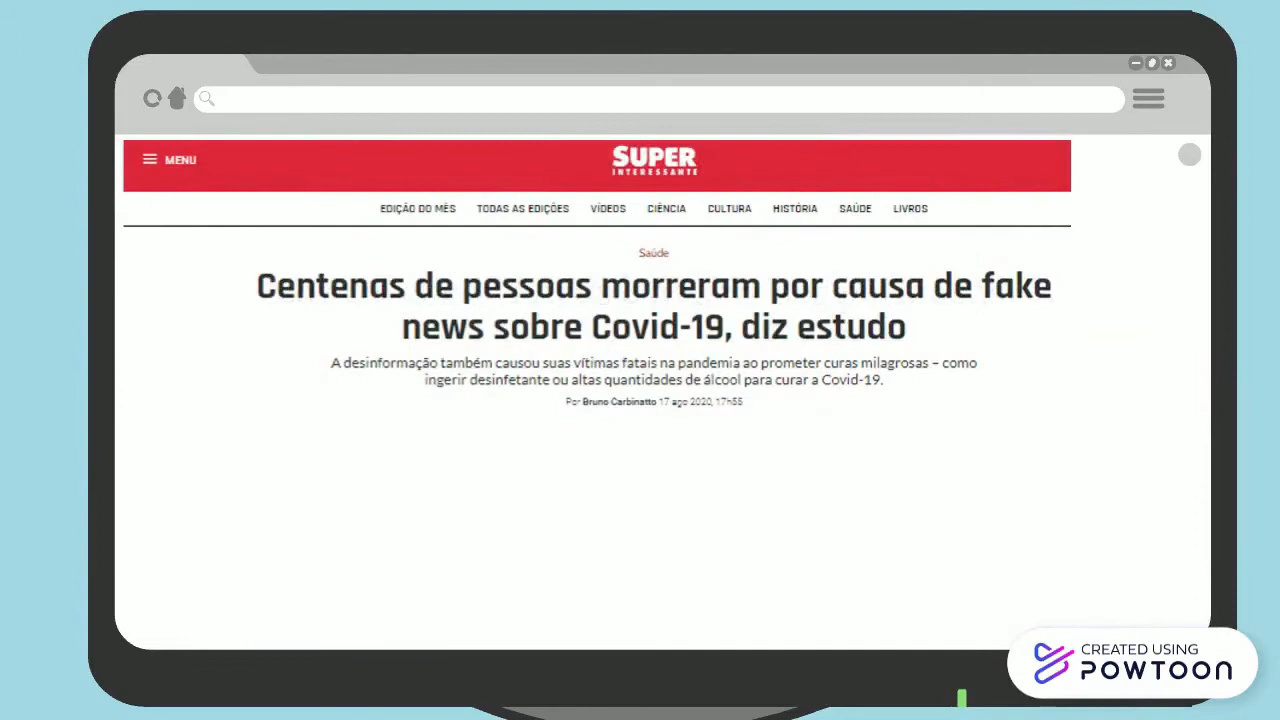 MENU
SUPER
INTERESSANTE
EDIÇÃO DO MÊS TODAS AS EDIÇÕES VÍDEOS CIÊNCIA CULTURA HISTÓRIA SAÚDE LIVROS
Saúde
Centenas de pessoas morreram por causa de fake
news sobre Covid-19, diz estudo
A desinformação também causou suas vítimas fatais na pandemia ao prometer curas milagrosas – como
ingerir desinfetante ou altas quantidades de álcool para curar a Covid-19.
Por Bruno Carbinatto 17 ago 2020, 17h55
CREATED USING
POWTOON